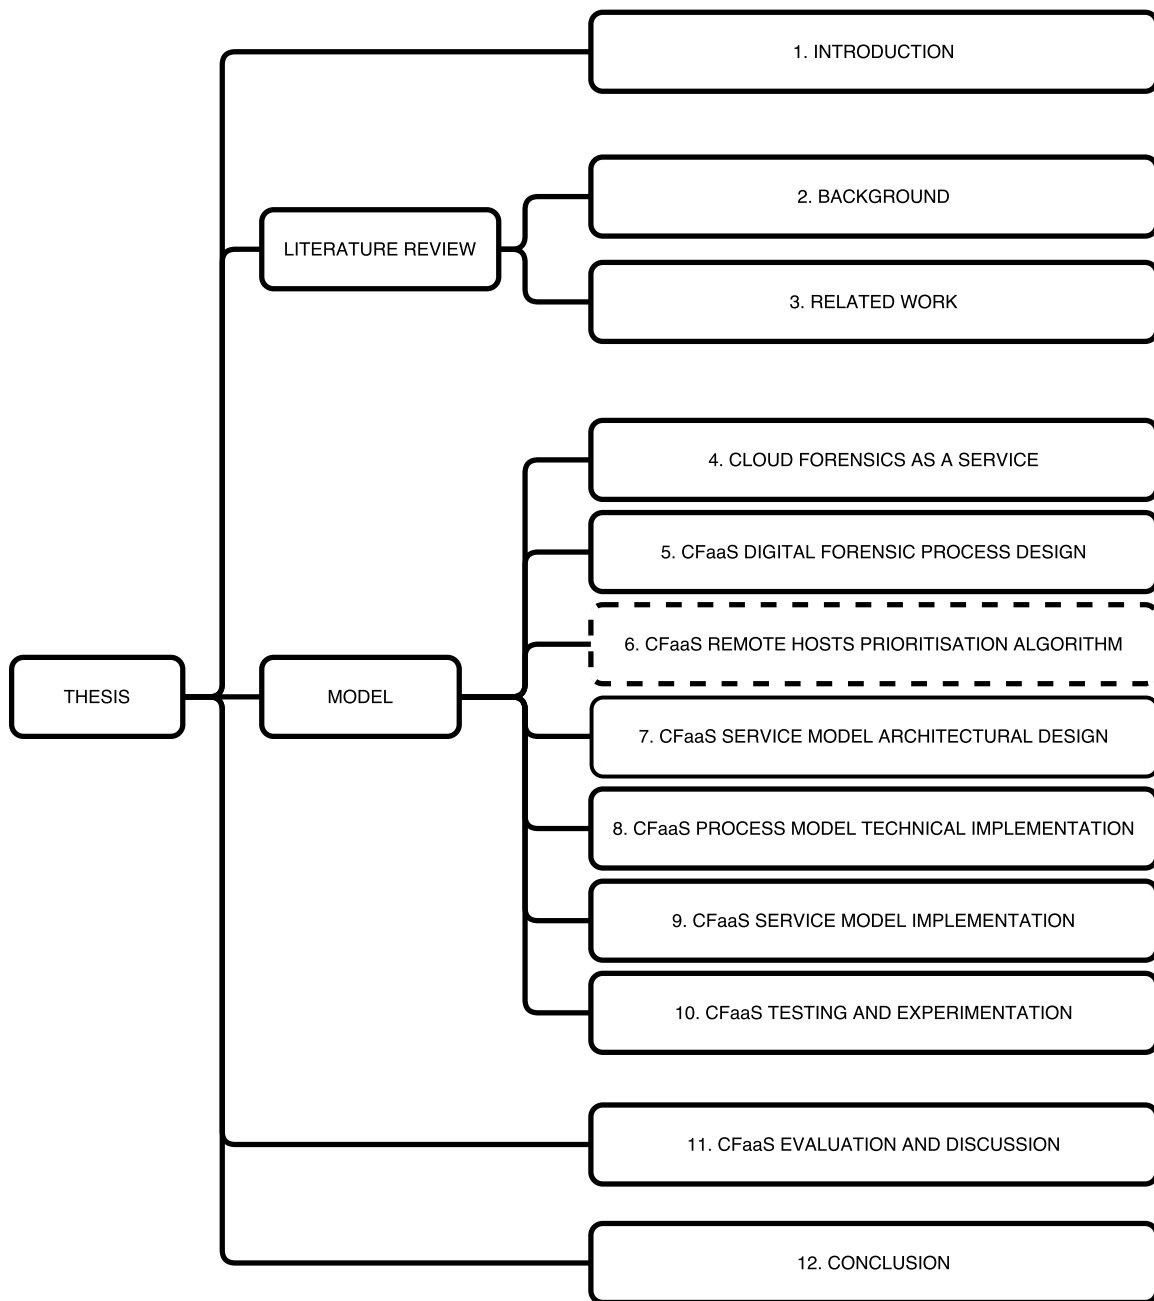 1. INTRODUCTION
2. BACKGROUND
LITERATURE REVIEW
3. RELATED WORK
4. CLOUD FORENSICS AS A SERVICE
5. CFaaS DIGITAL FORENSIC PROCESS DESIGN
6. CFaaS REMOTE HOSTS PRIORITISATION ALGORITHM
THESIS
MODEL
7. CFaaS SERVICE MODEL ARCHITECTURAL DESIGN
8. CFaaS PROCESS MODEL TECHNICAL IMPLEMENTATION
9. CFaaS SERVICE MODEL IMPLEMENTATION
10. CFaaS TESTING AND EXPERIMENTATION
11. CFaaS EVALUATION AND DISCUSSION
12. CONCLUSION